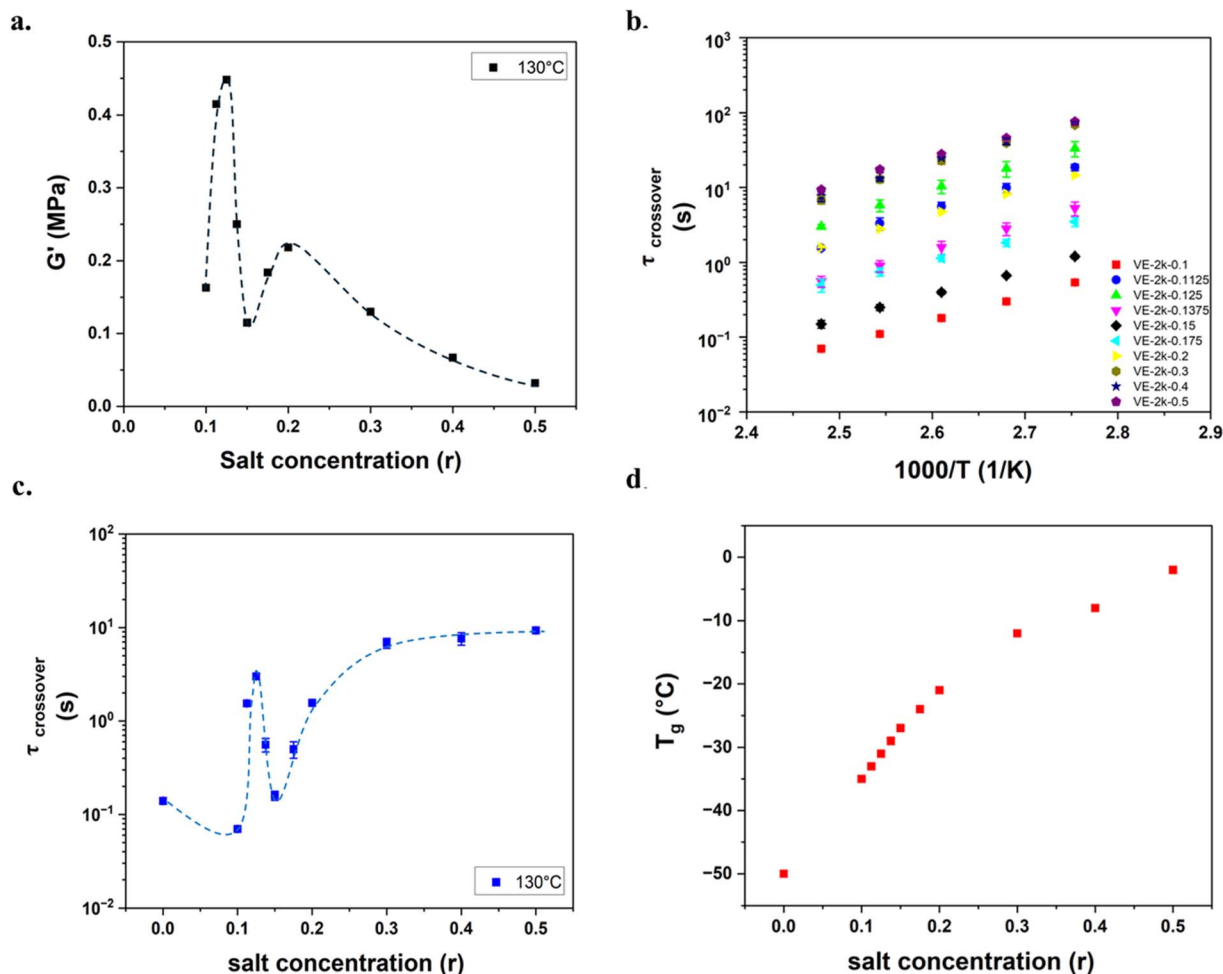 a.
0.5
0.4
0.3
0.2
0.1
0.0
G' (MPa)
130°C
0.0 0.1 0.2 0.3 0.4 0.5
Salt concentration (r)
b.
10³
10²
10¹
10⁰
10⁻¹
10⁻²
τ crossover
(s)
VE-2k-0.1
VE-2k-0.1125
VE-2k-0.125
VE-2k-0.1375
VE-2k-0.15
VE-2k-0.175
VE-2k-0.2
VE-2k-0.3
VE-2k-0.4
VE-2k-0.5
2.4 2.5 2.6 2.7 2.8 2.9
1000/T (1/K)
c.
10²
10¹
10⁰
10⁻¹
10⁻²
τ crossover
(s)
130°C
0.0 0.1 0.2 0.3 0.4 0.5
salt concentration (r)
d.
0
−10
−20
−30
−40
−50
Tg (°C)
0.0 0.1 0.2 0.3 0.4 0.5
salt concentration (r)